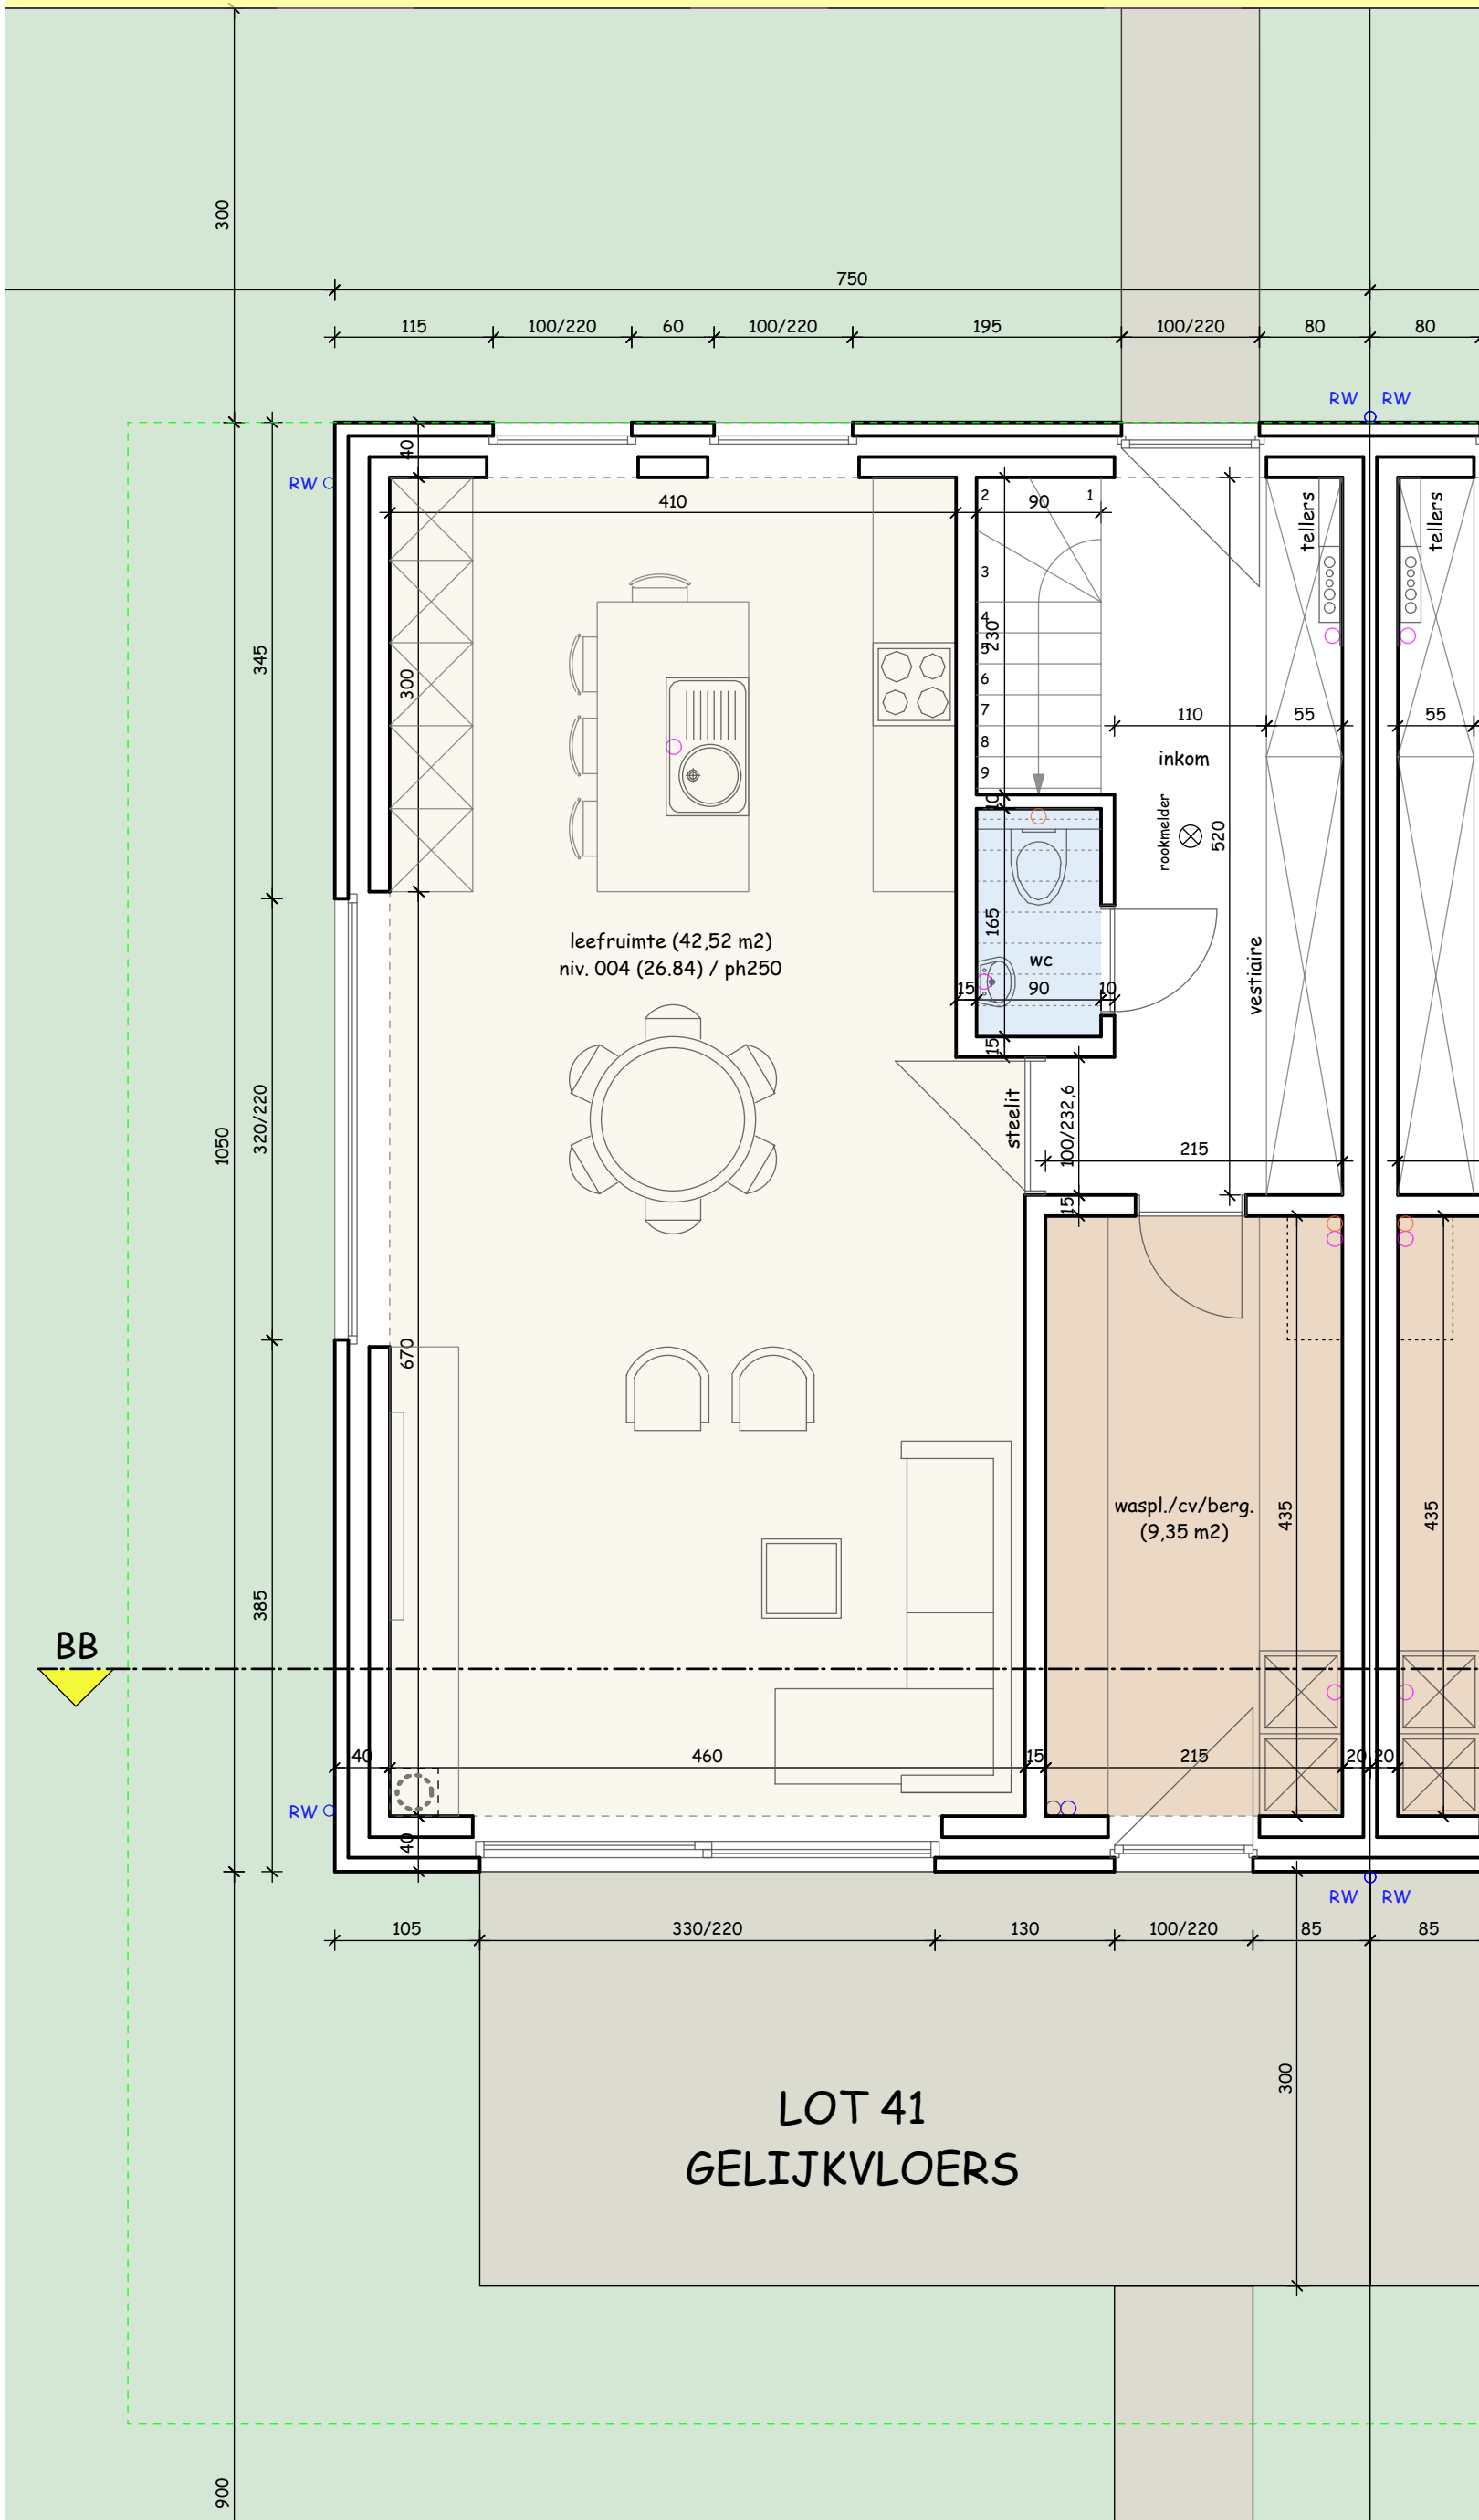 300
750
115
100/220
60
100/220
195
100/220
80
80
RW
RW
40
RW
410
2
90
1
tellers
tellers
3
4
230
5
345
300
6
7
110
55
55
8
inkom
9
10
rookmelder
520
165
leefruimte (42,52 m2)
niv. 004 (26.84) / ph250
wc
vestiaire
15
90
10
15
steelit
100/232,6
320/220
1050
215
15
670
waspl./cv/berg.
(9,35 m2)
435
435
385
BB
40
460
15
215
20
20
RW
40
RW
RW
105
330/220
130
100/220
85
85
300
LOT 41
GELIJKVLOERS
900